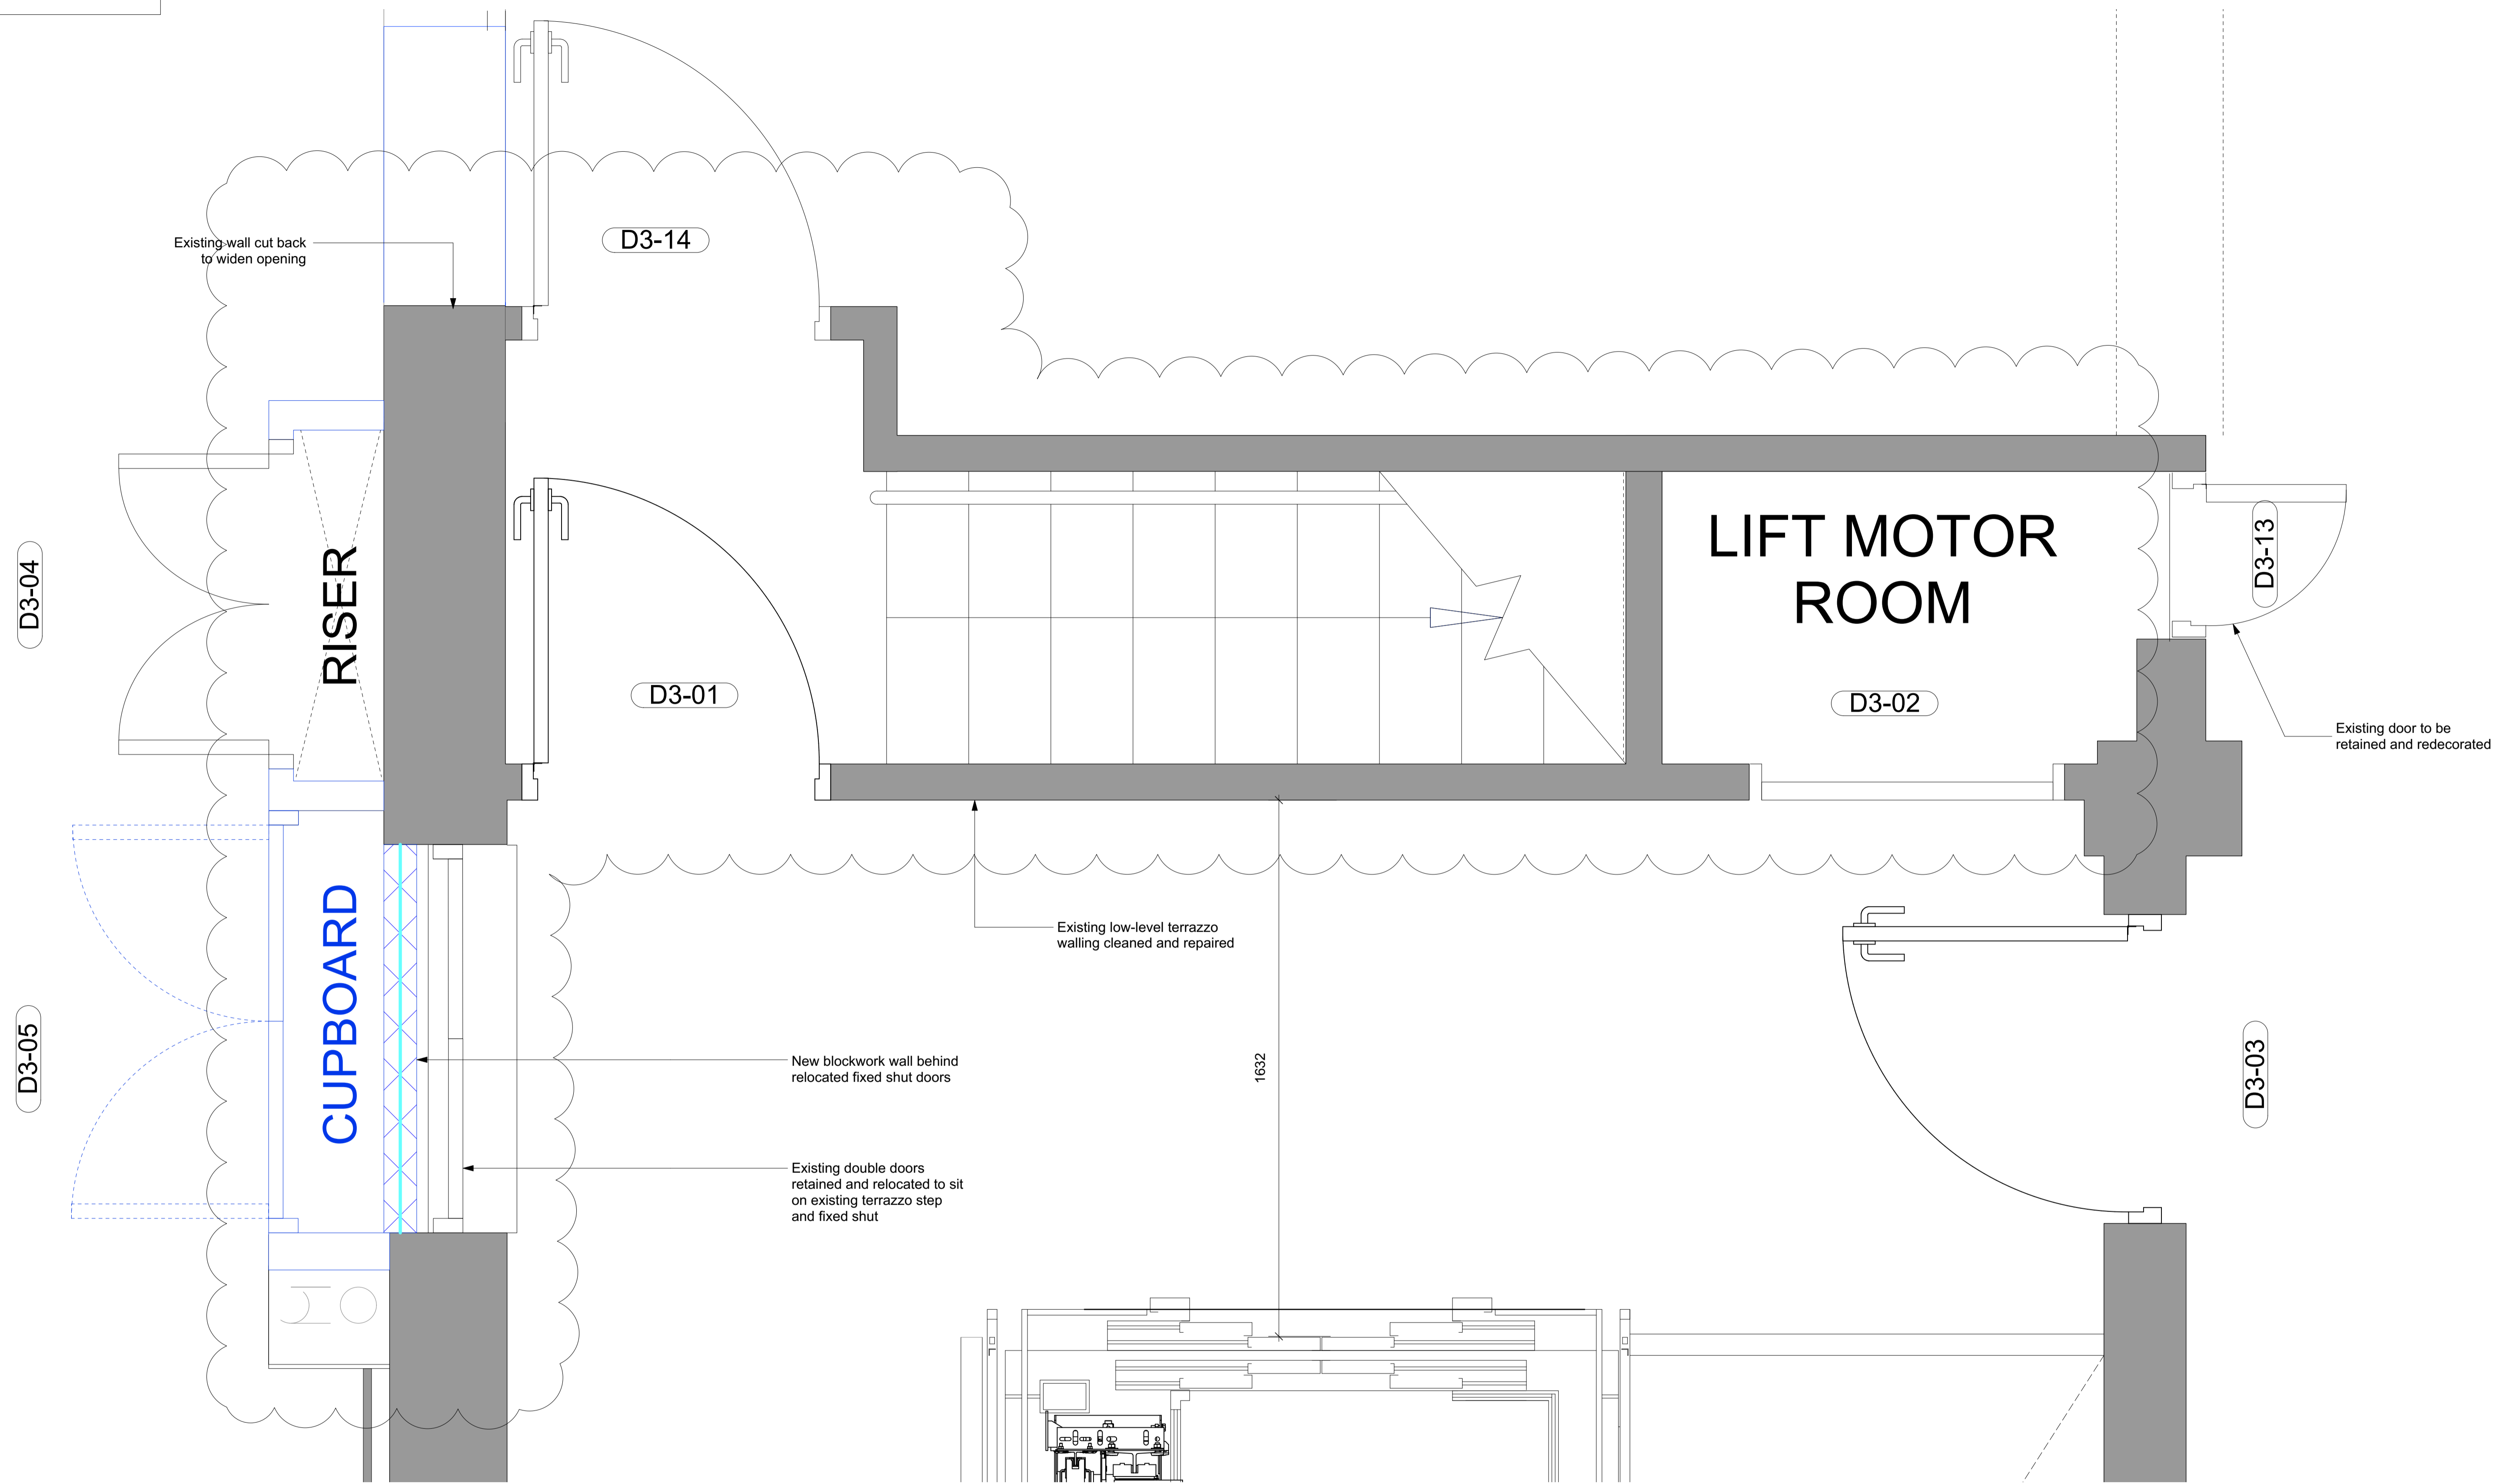 Existing wall cut back
to widen opening
D3-14
LIFT MOTOR
ROOM
D3-13
D3-04
RISER
D3-01
D3-02
Existing door to be
retained and redecorated
CUPBOARD
Existing low-level terrazzo
walling cleaned and repaired
D3-05
New blockwork wall behind
relocated fixed shut doors
1632
D3-03
Existing double doors
retained and relocated to sit
on existing terrazzo step
and fixed shut